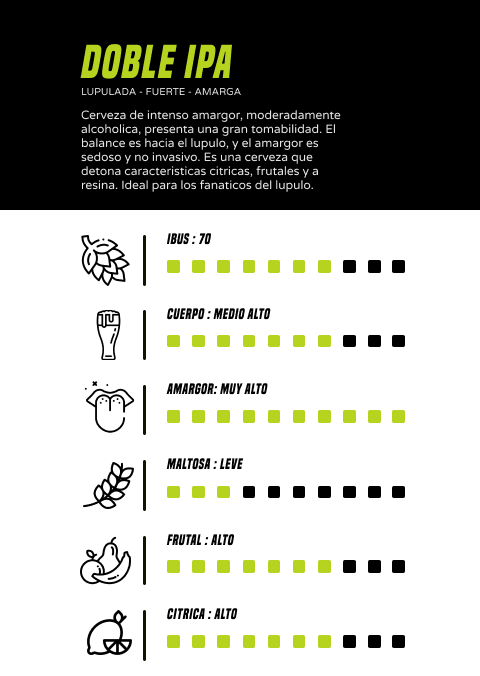 DOBLE IPA
LUPULADA - FUERTE - AMARGA
Cerveza de intenso amargor, moderadamente
alcoholica, presenta una gran tomabilidad. El
balance es hacia el lupulo, y el amargor es
sedoso y no invasivo. Es una cerveza que
detona caracteristicas citricas, frutales y a
resina. Ideal para los fanaticos del lupulo.
IBUS : 70
CUERPO : MEDIO ALTO
AMARGOR: MUY ALTO
MALTOSA : LEVE
FRUTAL : ALTO
CITRICA : ALTO